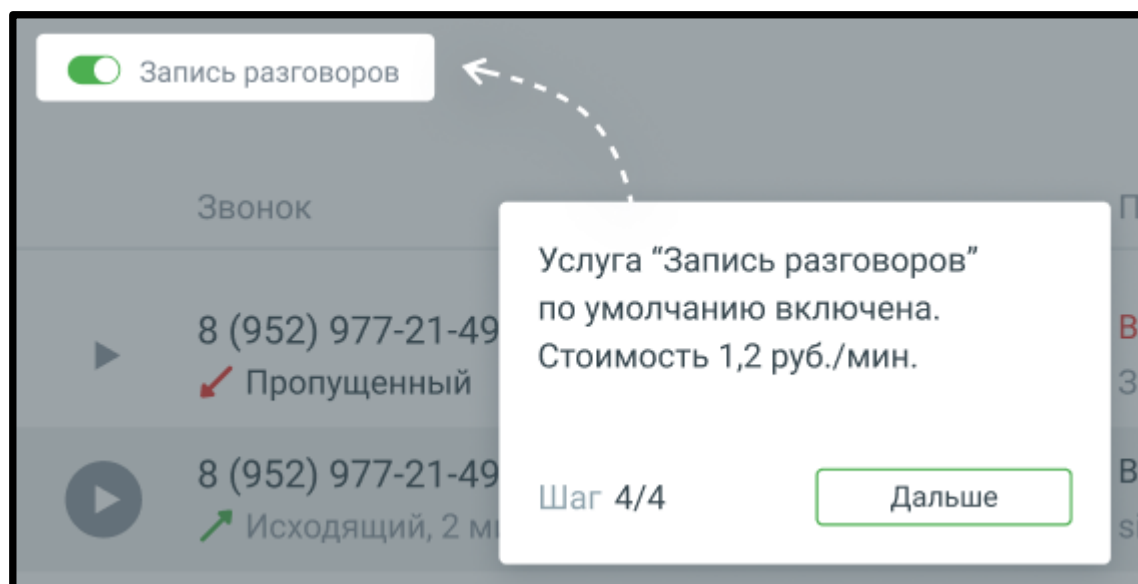 Запись разговоров
Звонок
Услуга “Запись разговоров”
по умолчанию включена.
Стоимость 1,2 руб./мин.
8 (952) 977-21-49
Пропущенный
8 (952) 977-21-49
Исходящий, 2
Шаг 4/4
Дальше